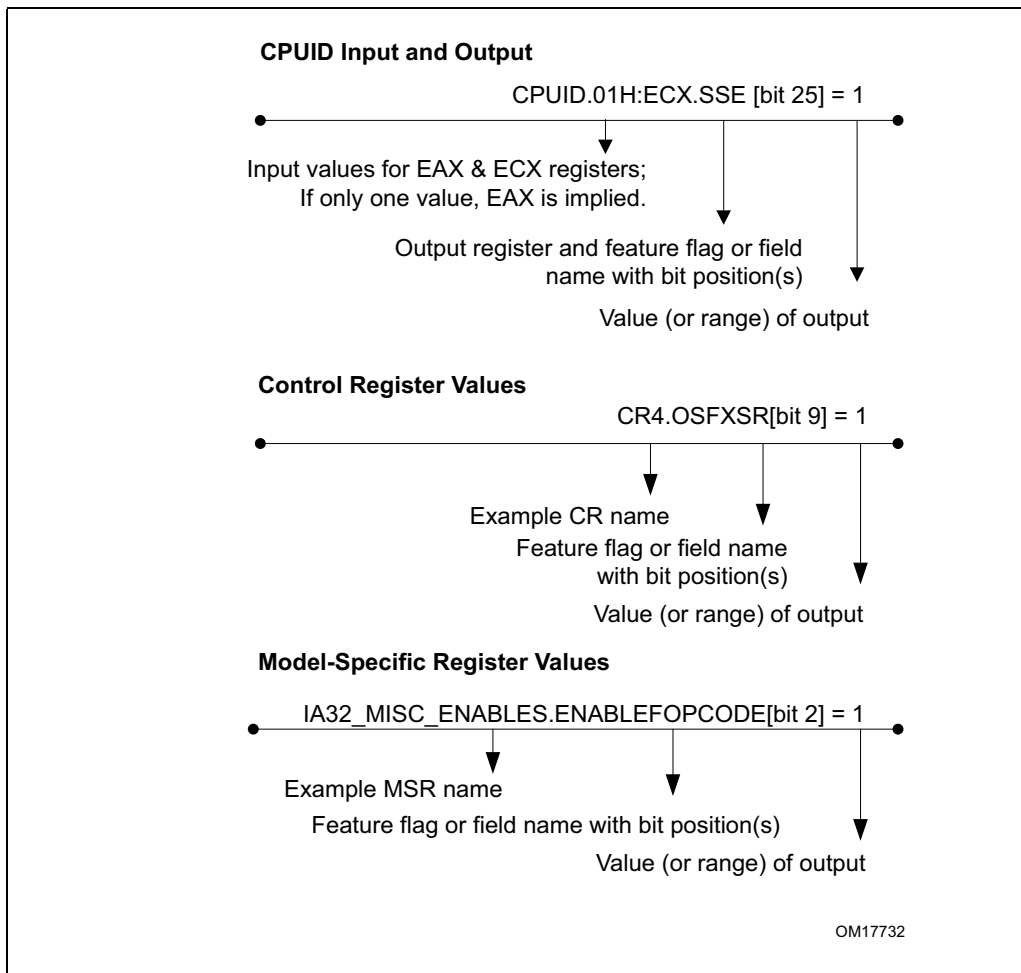 CPUID Input and Output
CPUID.01H:ECX.SSE [bit 25] = 1
Input values for EAX & ECX registers;
If only one value, EAX is implied.
Output register and feature flag or field
name with bit position(s)
Value (or range) of output
Control Register Values
CR4.OSFXSR[bit 9] = 1
Example CR name
Feature flag or field name
with bit position(s)
Value (or range) of output
Model-Specific Register Values
IA32_MISC_ENABLES.ENABLEFOPCODE[bit 2] = 1
Example MSR name
Feature flag or field name with bit position(s)
Value (or range) of output
OM17732